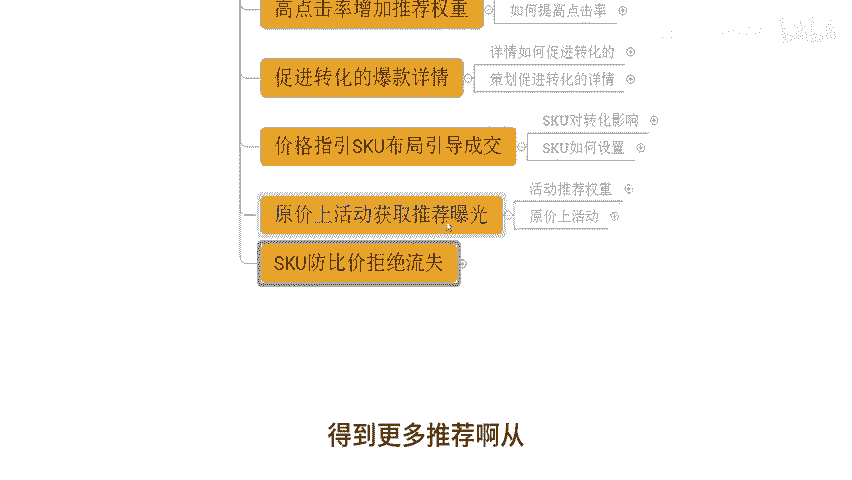 高点击率增加推荐权重
如何提高点击率
详情如何促进转化的
促进转化的爆款详情
策划促进转化的详情
SKU对转化影响
价格指引SKU布局引导成交
SKU如何设置
活动推荐权重
原价上活动获取推荐曝光
原价上活动
SKU防比价拒绝流失
得到更多推荐啊从